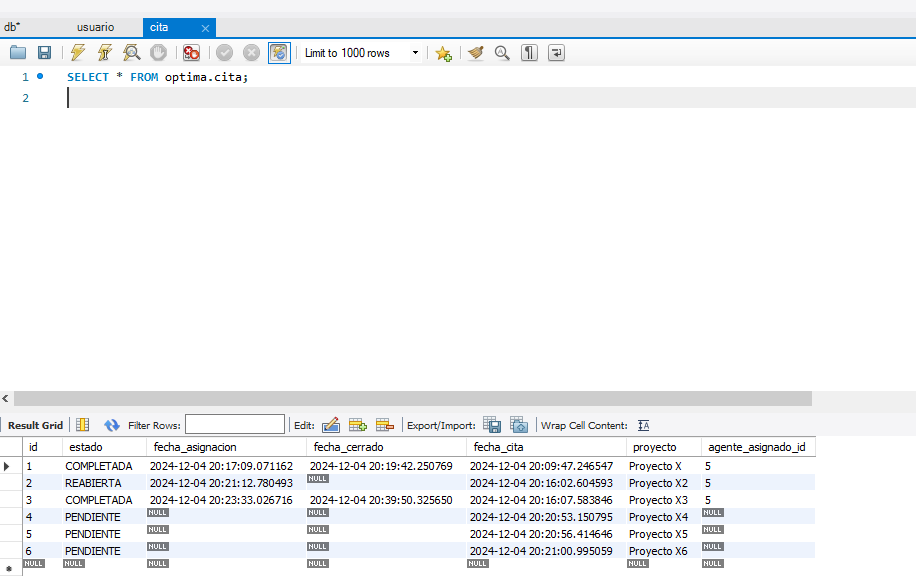 db* usuario cita
Limit to 1000 rows
1 SELECT * FROM optima.cita;
2
Result Grid Filter Rows: Edit: Export/Import: Wrap Cell Content:
id estado fecha_asignacion fecha_cerrado fecha_cita proyecto agente_asignado_id
1 COMPLETADA 2024-12-04 20:17:09.071162 2024-12-04 20:19:42.250769 2024-12-04 20:09:47.246547 Proyecto X 5
2 REABIERTA 2024-12-04 20:21:12.780493 NULL 2024-12-04 20:16:02.604593 Proyecto X2 5
3 COMPLETADA 2024-12-04 20:23:33.026716 2024-12-04 20:39:50.325650 2024-12-04 20:16:07.583846 Proyecto X3 5
4 PENDIENTE NULL NULL 2024-12-04 20:20:53.150795 Proyecto X4 NULL
5 PENDIENTE NULL NULL 2024-12-04 20:20:56.414646 Proyecto X5 NULL
6 PENDIENTE NULL NULL 2024-12-04 20:21:00.995059 Proyecto X6 NULL
NULL NULL NULL NULL NULL NULL NULL